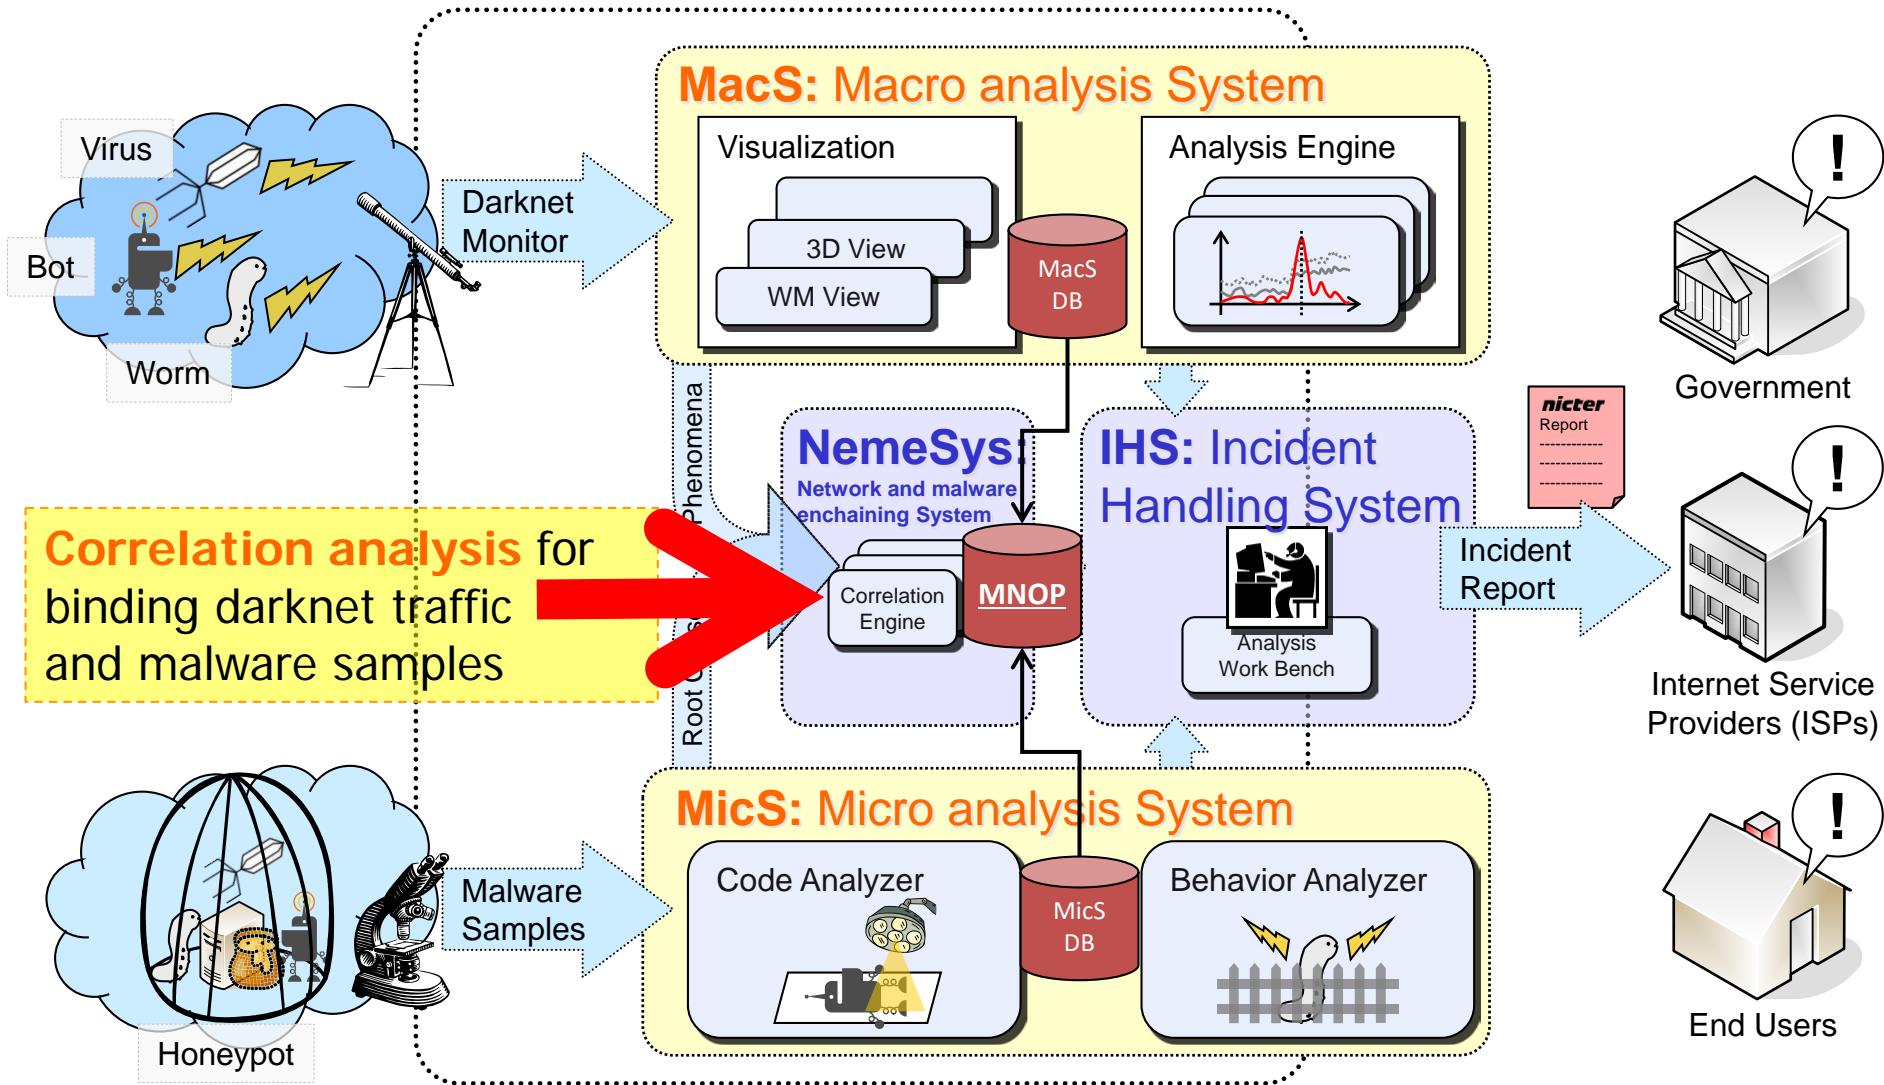 MacS: Macro analysis System
Virus
Bot
Worm
Darknet
Monitor
Visualization
3D View
WM View
MacS
DB
Analysis Engine
!
Government
Phenomena
Root
NemeSys:
Network and malware
enchaining System
Correlation
Engine
MNOP
IHS: Incident
Handling System
Analysis
Work Bench
nicter
Report
-------------
-------------
-------------
Incident
Report
!
Internet Service
Providers (ISPs)
Correlation analysis for
binding darknet traffic
and malware samples
MicS: Micro analysis System
Malware
Samples
Honeypot
Code Analyzer
MicS
DB
Behavior Analyzer
!
End Users